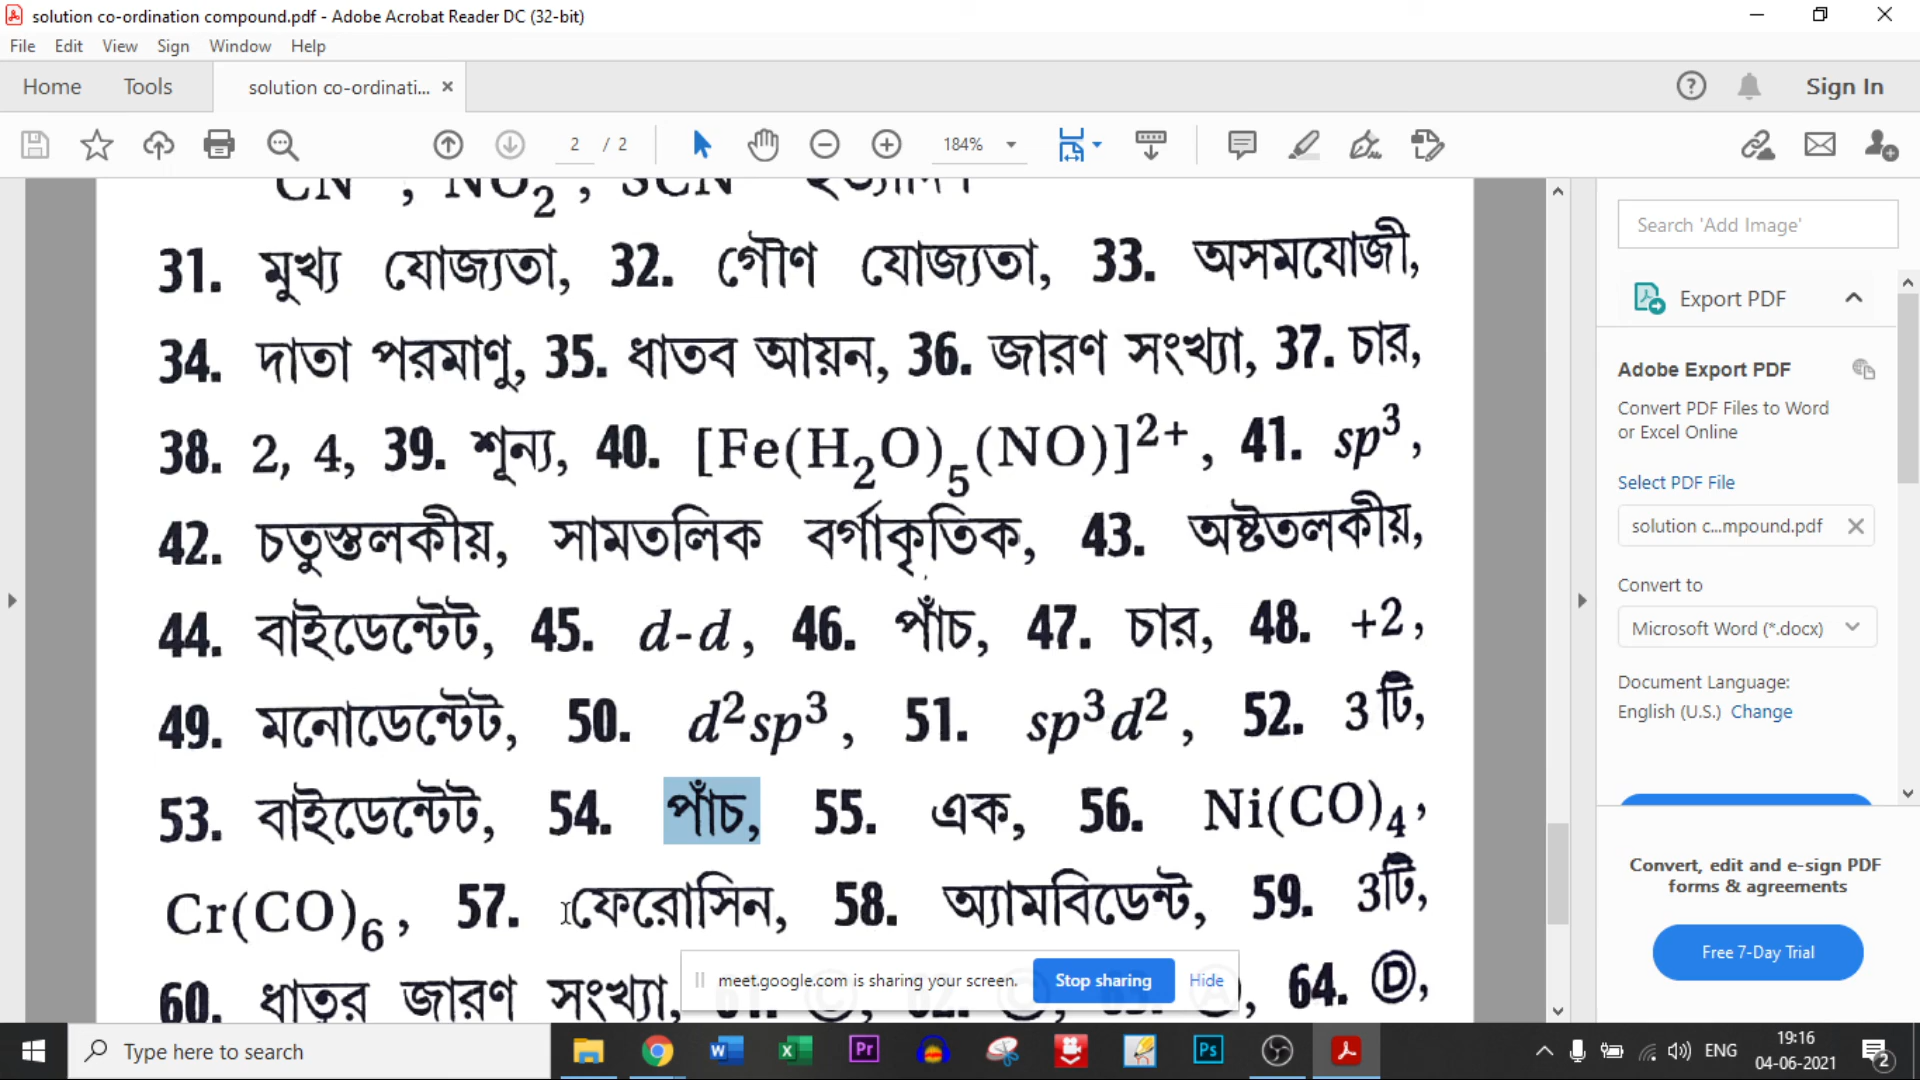 solution co-ordination compound.pdf - Adobe Acrobat Reader DC (32-bit)
File Edit View Sign Window Help
Home Tools solution co-ordinati... Sign In
2 / 2 184%
CN , NO2 , SCN ইত্যাদি।
31. মুখ্য যোজ্যতা, 32. গৌণ যোজ্যতা, 33. অসমযোজী,
34. দাতা পরমাণু, 35. ধাতব আয়ন, 36. জারণ সংখ্যা, 37. চার,
38. 2, 4, 39. শূন্য, 40. [Fe(H2O)5(NO)]2+, 41. sp3,
42. চতুস্তলকীয়, সামতলিক বর্গাকৃতিক, 43. অষ্টতলকীয়,
44. বাইডেন্টেট, 45. d-d, 46. পাঁচ, 47. চার, 48. +2,
49. মনোডেন্টেট, 50. d2sp3, 51. sp3d2, 52. 3টি,
53. বাইডেন্টেট, 54. পাঁচ, 55. এক, 56. Ni(CO)4,
Cr(CO)6, 57. ফেরোসিন, 58. অ্যামবিডেন্ট, 59. 3টি,
60. ধাতুর জারণ সংখ্যা, 64. Ⓓ,
Search 'Add Image'
Export PDF
Adobe Export PDF
Convert PDF Files to Word
or Excel Online
Select PDF File
solution c...mpound.pdf
Convert to
Microsoft Word (*.docx)
Document Language:
English (U.S.) Change
Convert, edit and e-sign PDF
forms & agreements
Free 7-Day Trial
meet.google.com is sharing your screen. Stop sharing Hide
Type here to search
ENG
19:16
04-06-2021
2